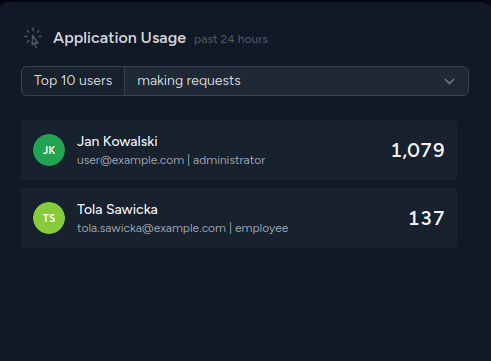 Application Usage past 24 hours
Top 10 users making requests
JK Jan Kowalski 1,079
user@example.com | administrator
TS Tola Sawicka 137
tola.sawicka@example.com | employee